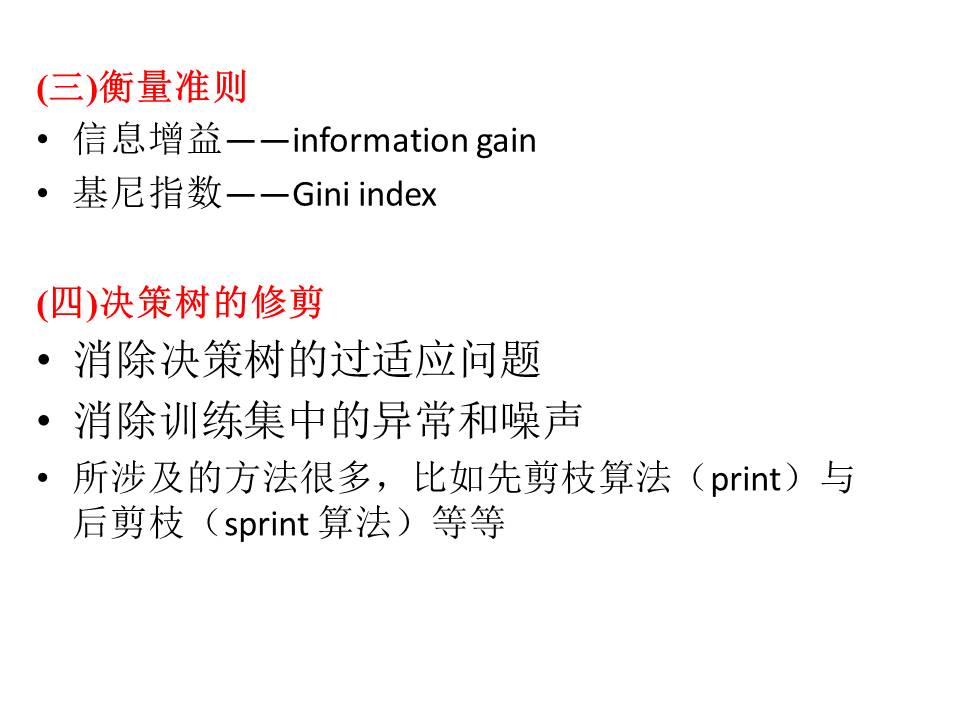 (三)衡量准则
• 信息增益——information gain
• 基尼指数——Gini index
(四)决策树的修剪
• 消除决策树的过适应问题
• 消除训练集中的异常和噪声
• 所涉及的方法很多，比如先剪枝算法（print）与
后剪枝（sprint 算法）等等